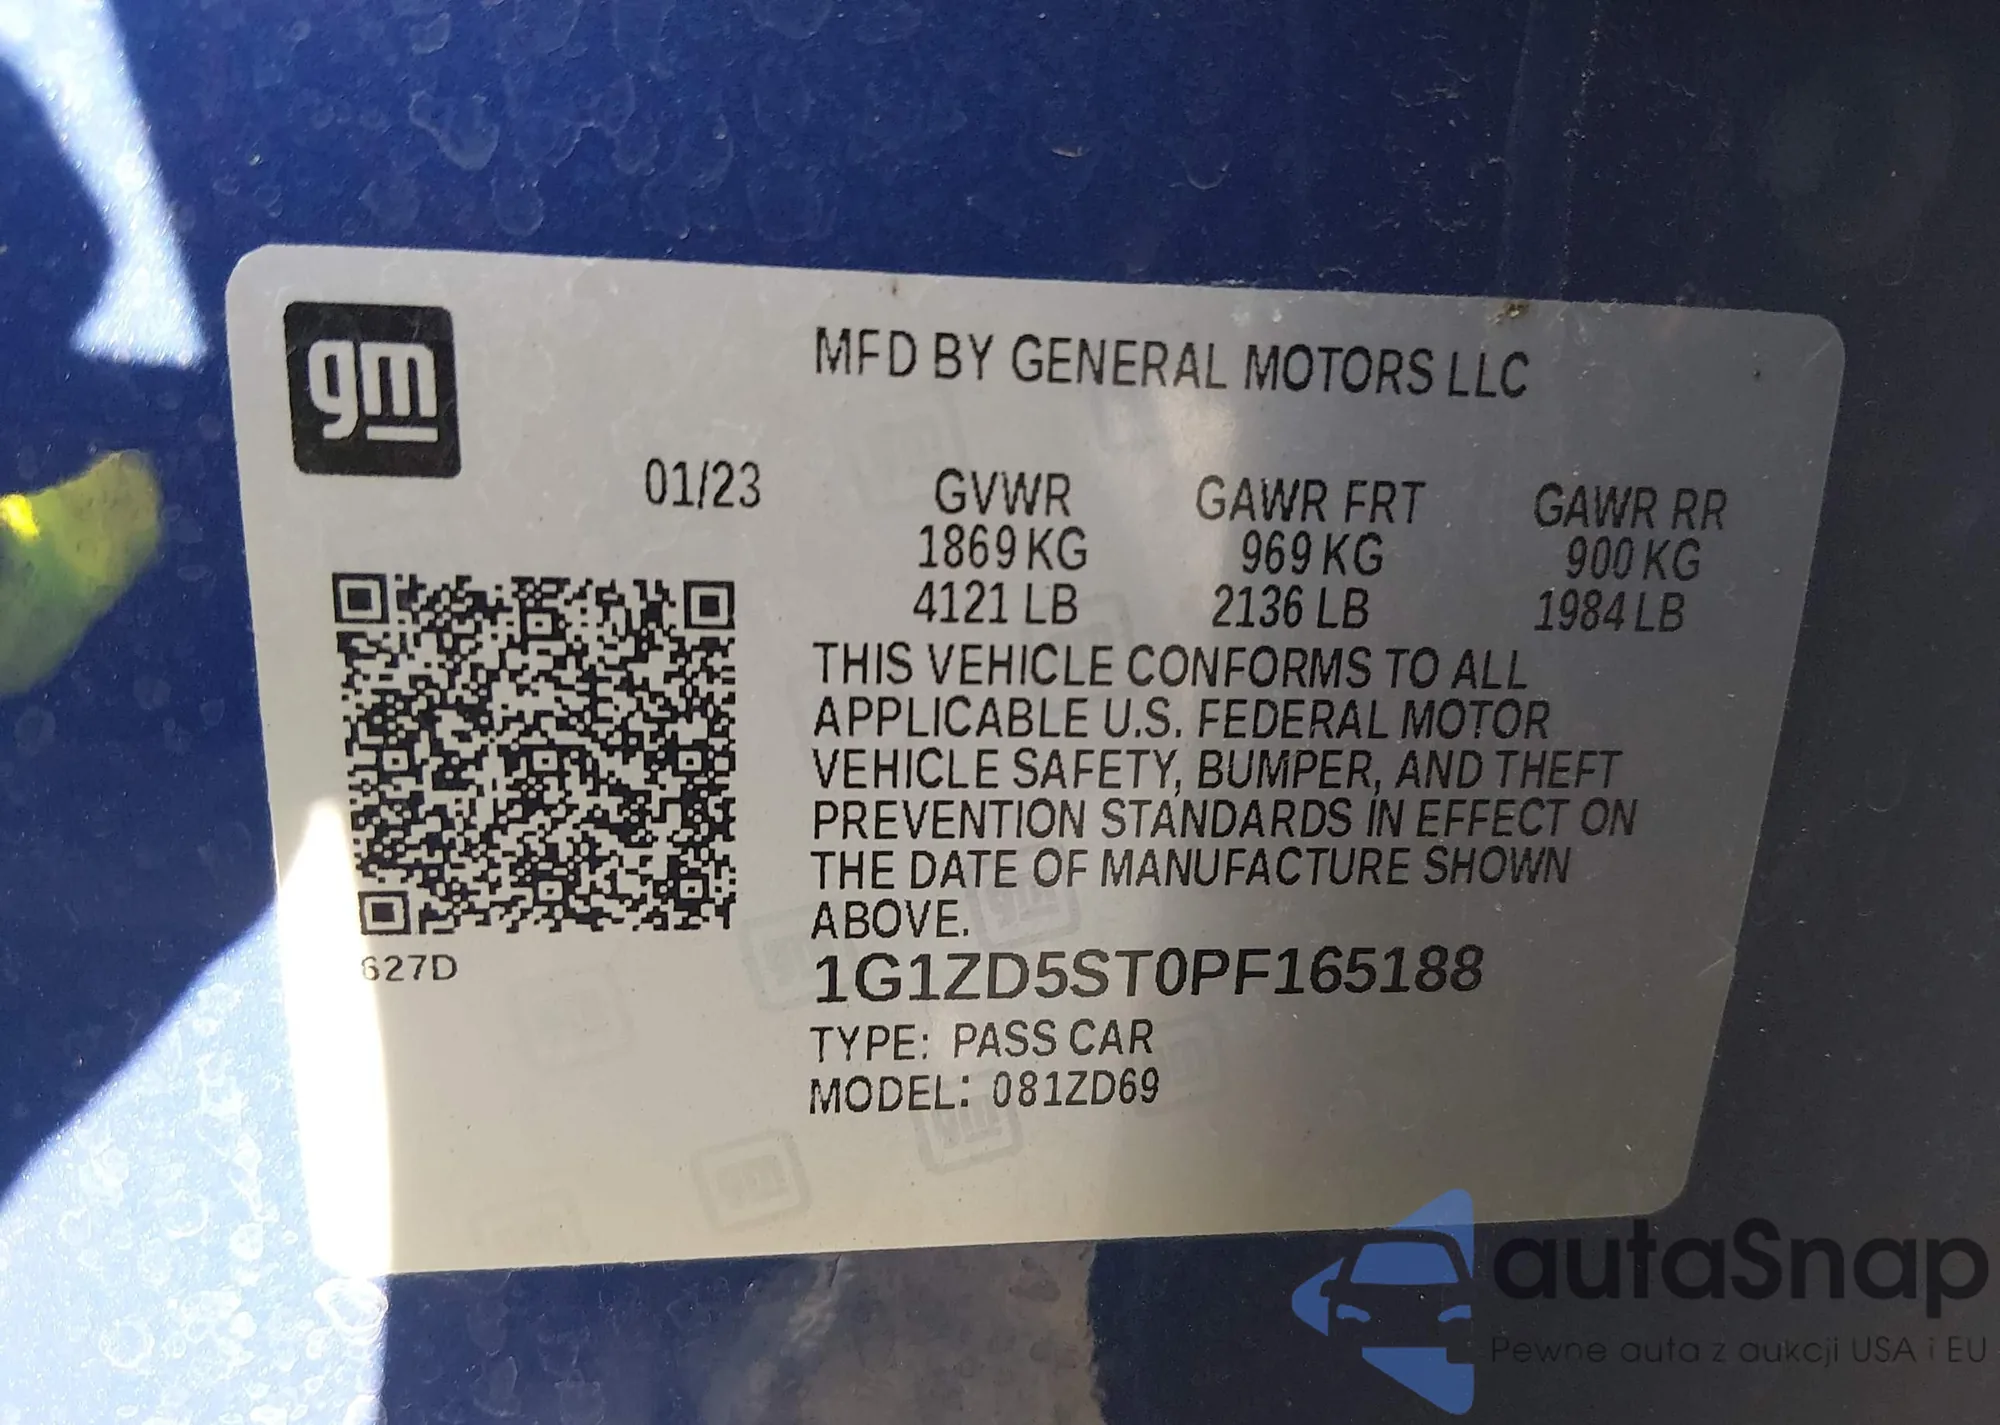 gm
MFD BY GENERAL MOTORS LLC
01/23
GVWR GAWR FRT GAWR RR
1869 KG 969 KG 900 KG
4121 LB 2136 LB 1984 LB
THIS VEHICLE CONFORMS TO ALL
APPLICABLE U.S. FEDERAL MOTOR
VEHICLE SAFETY, BUMPER, AND THEFT
PREVENTION STANDARDS IN EFFECT ON
THE DATE OF MANUFACTURE SHOWN
ABOVE.
627D
1G1ZD5ST0PF165188
TYPE: PASS CAR
MODEL: 081ZD69
autaSnap
Pewne auta z aukcji USA i EU